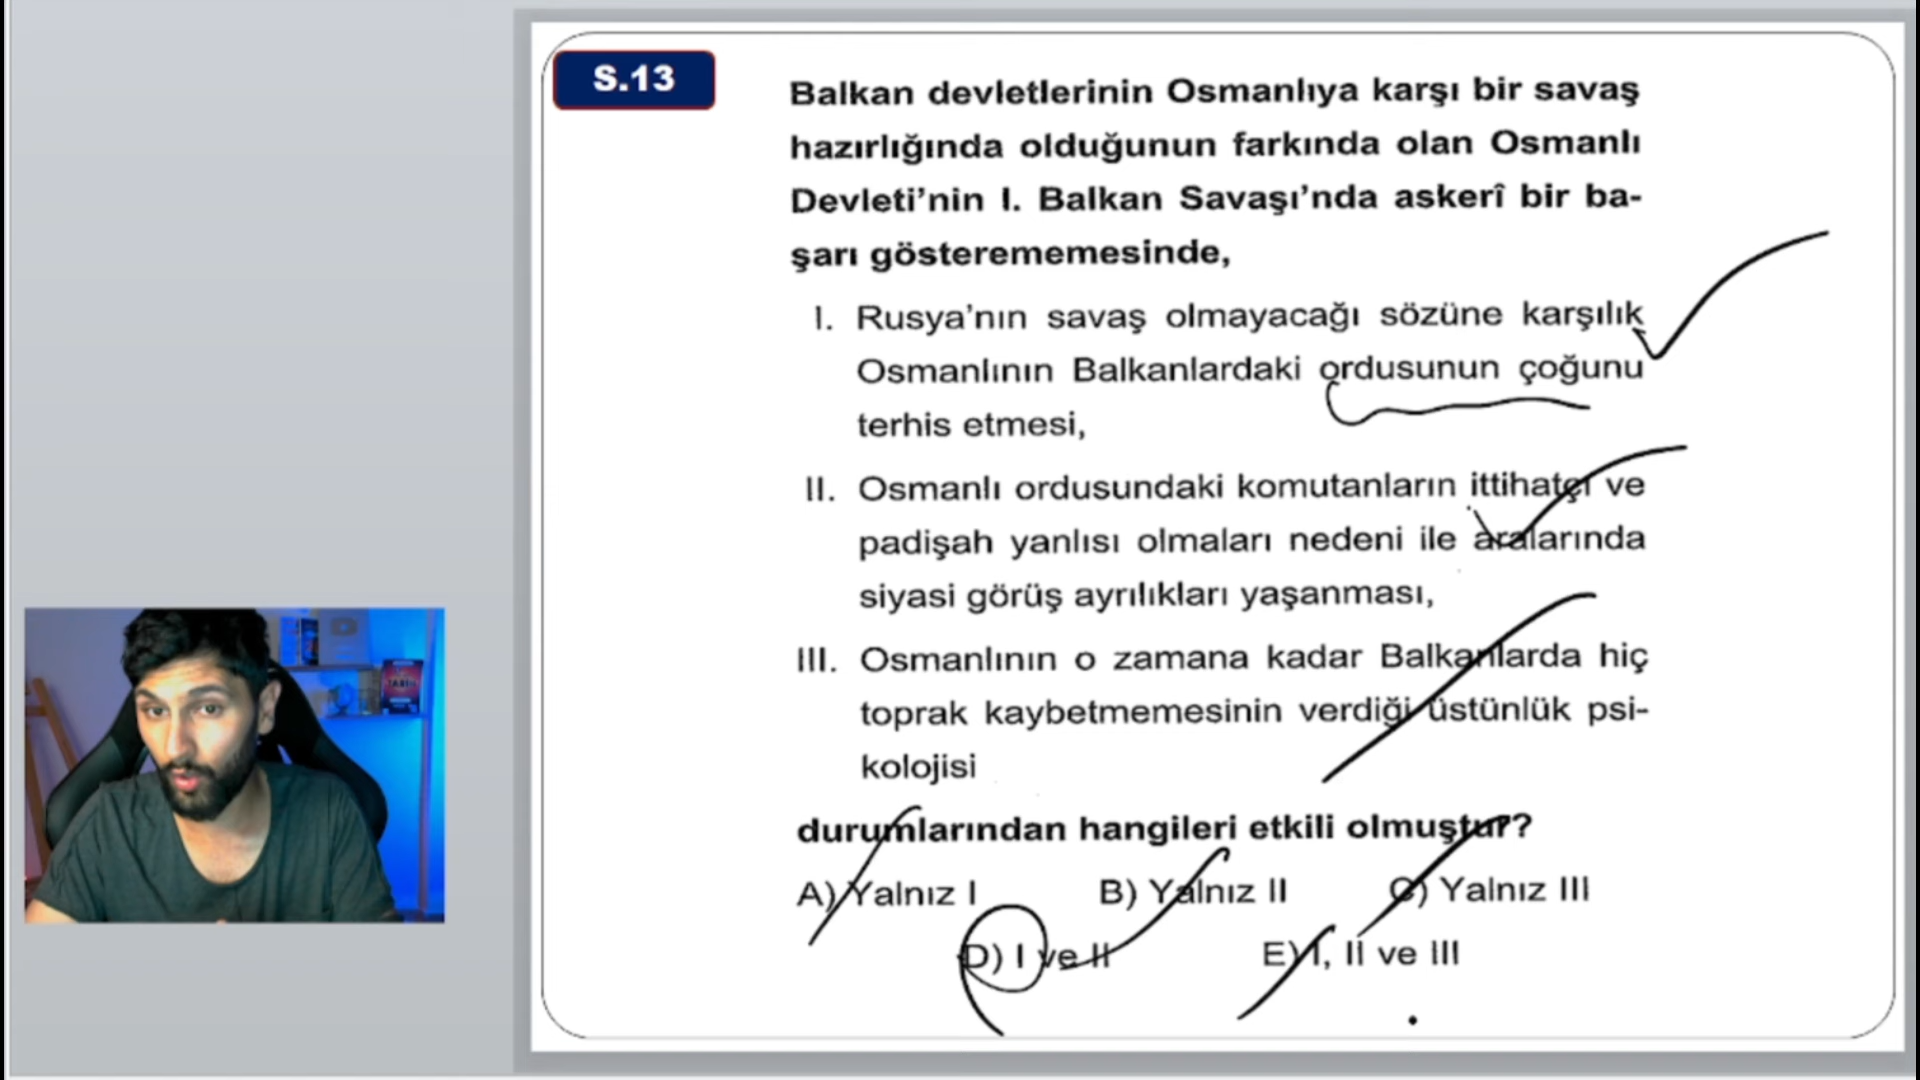 S.13
Balkan devletlerinin Osmanlıya karşı bir savaş
hazırlığında olduğunun farkında olan Osmanlı
Devleti’nin I. Balkan Savaşı’nda askerî bir ba-
şarı gösterememesinde,
I. Rusya’nın savaş olmayacağı sözüne karşılık
Osmanlının Balkanlardaki ordusunun çoğunu
terhis etmesi,
II. Osmanlı ordusundaki komutanların ittihatçı ve
padişah yanlısı olmaları nedeni ile aralarında
siyasi görüş ayrılıkları yaşanması,
III. Osmanlının o zamana kadar Balkanlarda hiç
toprak kaybetmemesinin verdiği üstünlük psi-
kolojisi
durumlarından hangileri etkili olmuştur?
A) Yalnız I B) Yalnız II C) Yalnız III
D) I ve II E) I, II ve III